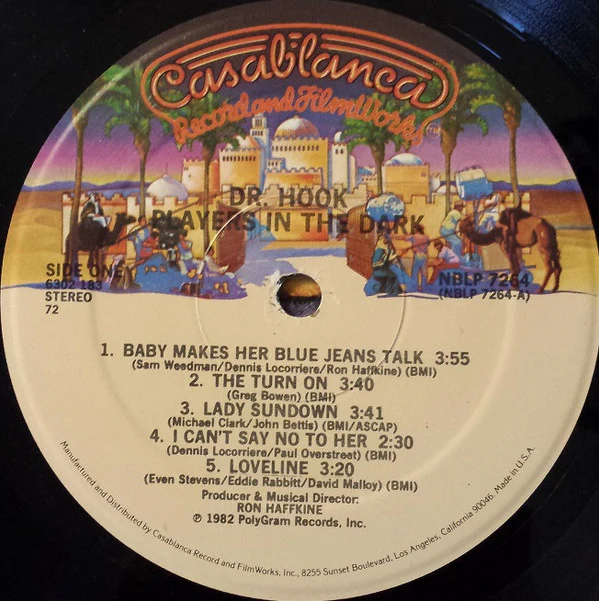 Casablanca
Record and FilmWorks
DR. HOOK
PLAYERS IN THE DARK
SIDE ONE
6302 183
STEREO
72
NBLP 7264
(NBLP 7264-A)
1. BABY MAKES HER BLUE JEANS TALK 3:55
(Sam Weedman/Dennis Locorriere/Ron Haffkine) (BMI)
2. THE TURN ON 3:40
(Greg Bowen) (BMI)
3. LADY SUNDOWN 3:41
(Michael Clark/John Bettis) (BMI/ASCAP)
4. I CAN'T SAY NO TO HER 2:30
(Dennis Locorriere/Paul Overstreet) (BMI)
5. LOVELINE 3:20
(Even Stevens/Eddie Rabbitt/David Malloy) (BMI)
Producer & Musical Director:
RON HAFFKINE
℗ 1982 PolyGram Records, Inc.
Manufactured and Distributed by Casablanca Record and FilmWorks, Inc., 8255 Sunset Boulevard, Los Angeles, California 90046. Made in U.S.A.